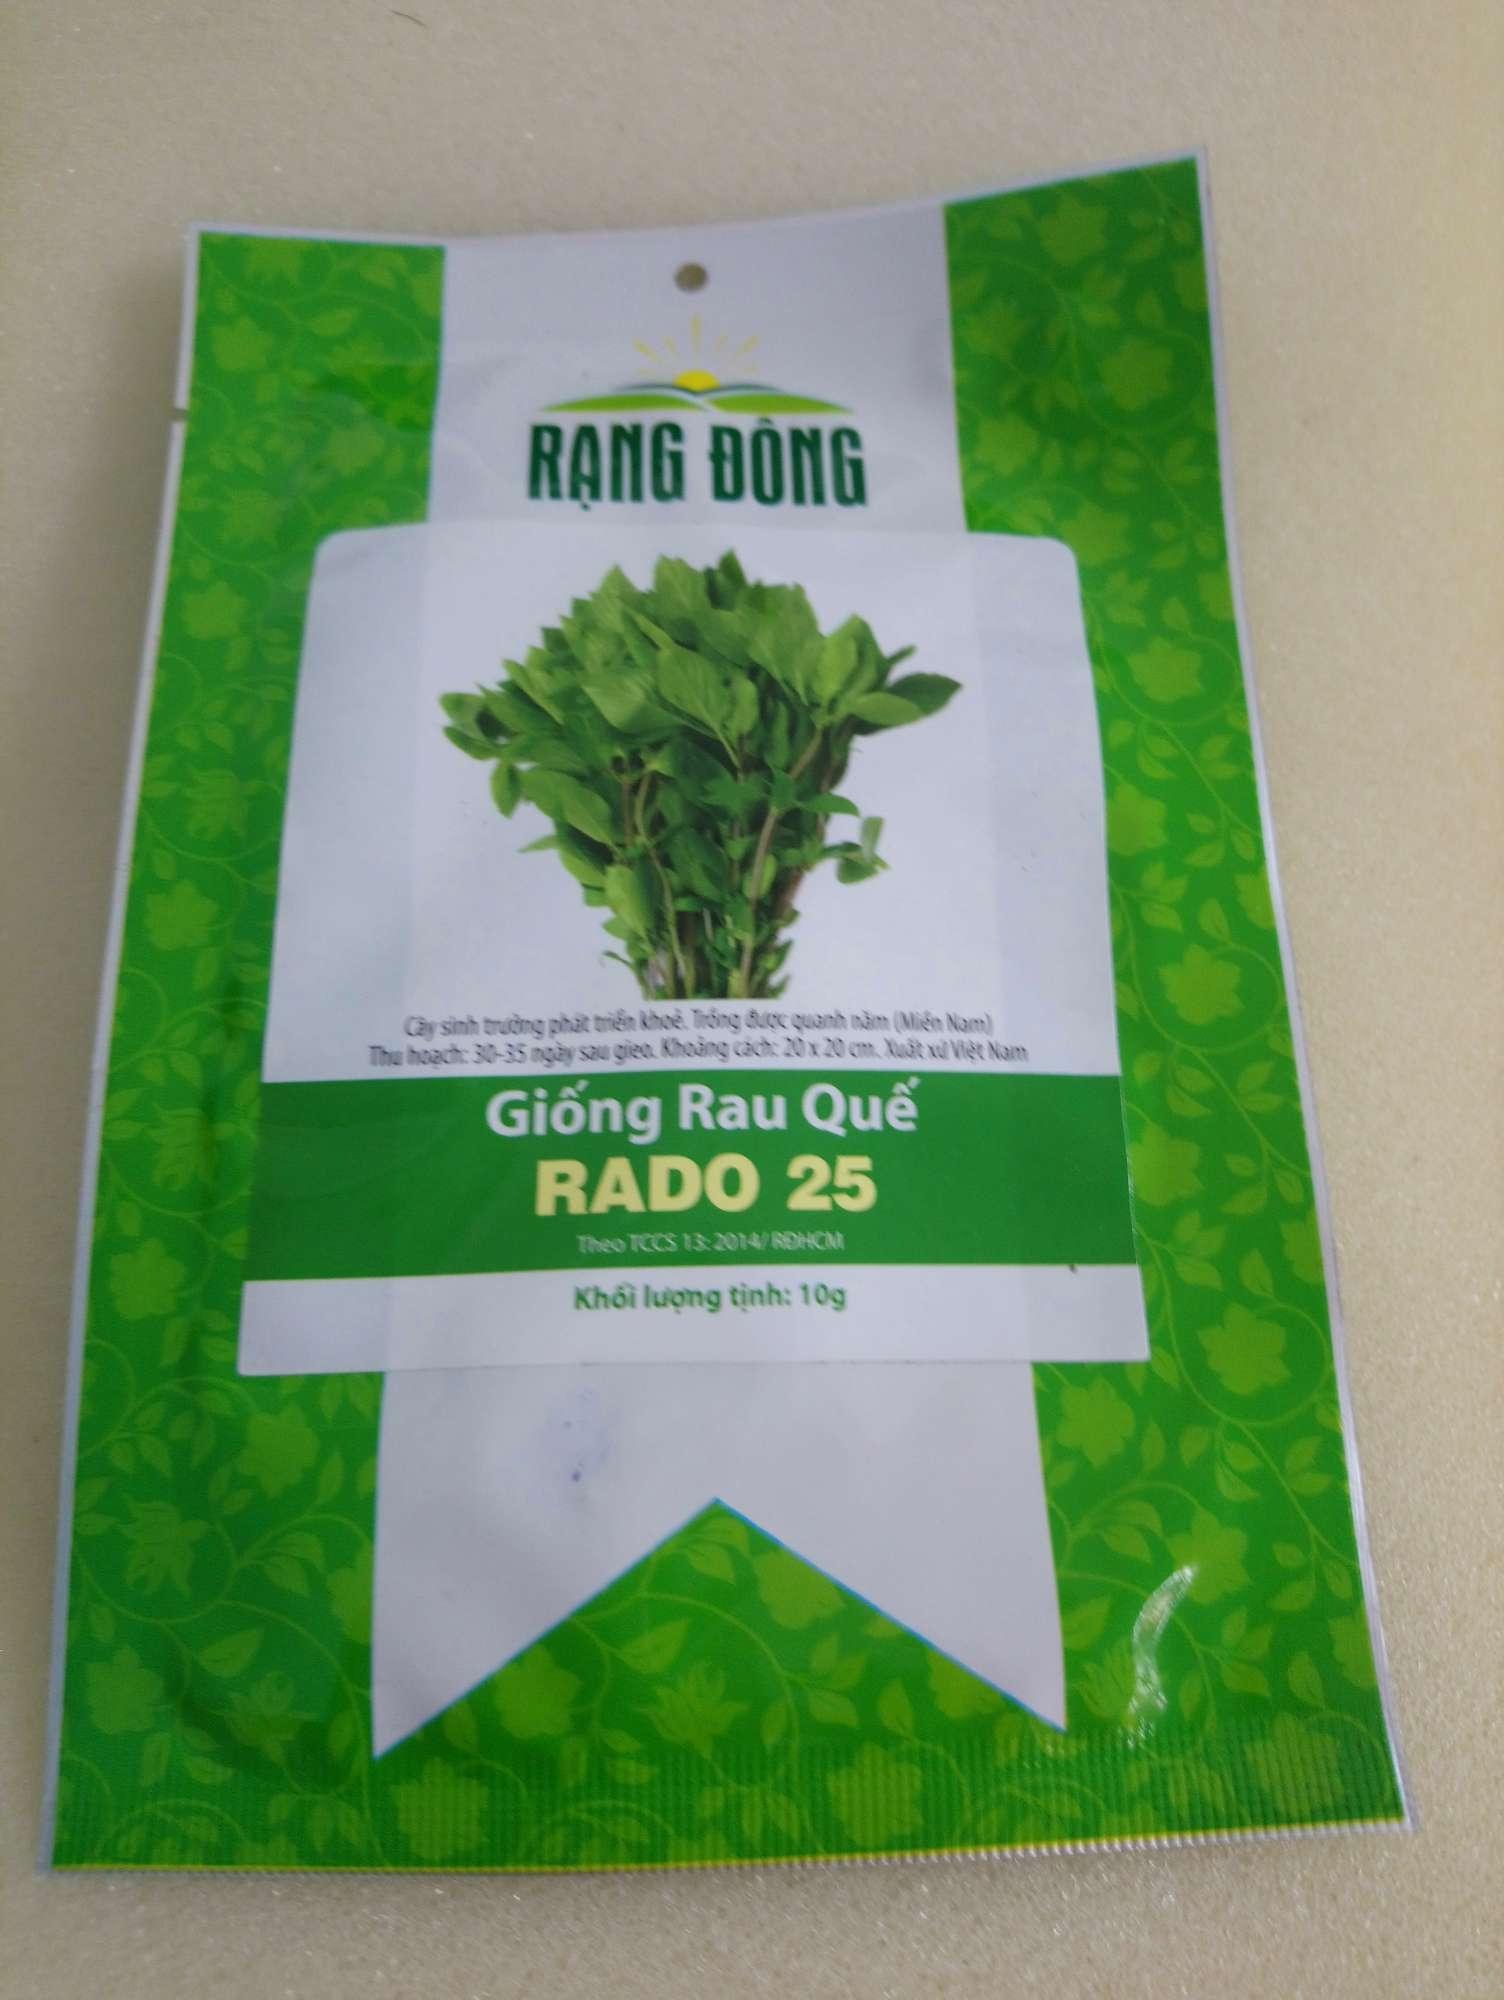 RẠNG ĐÔNG
Cây sinh trưởng phát triển khoẻ. Trồng được quanh năm (Miền Nam)
Thu hoạch: 30-35 ngày sau gieo. Khoảng cách: 20 x 20 cm. Xuất xứ Việt Nam
Giống Rau Quế
RADO 25
Theo TCCS 13: 2014/ RĐHCM
Khối lượng tịnh: 10g